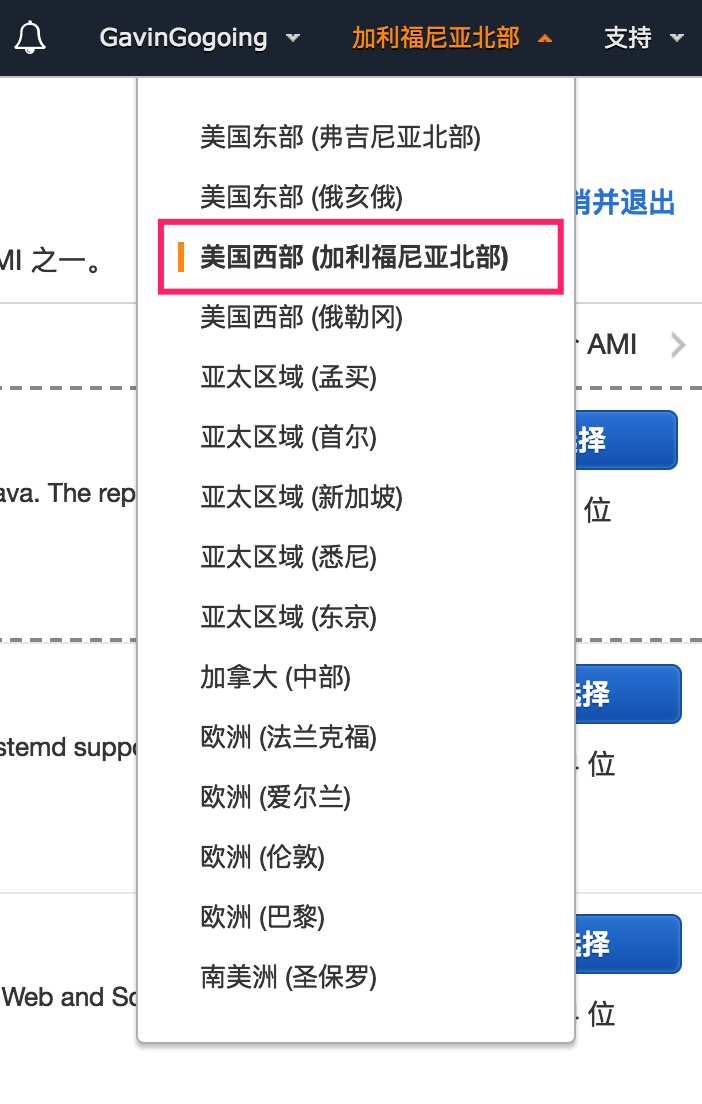 GavinGogoing 加利福尼亚北部 支持
美国东部 (弗吉尼亚北部)
美国东部 (俄亥俄)
消并退出
美国西部 (加利福尼亚北部)
MI 之一。
美国西部 (俄勒冈)
AMI
亚太区域 (孟买)
亚太区域 (首尔)
择
亚太区域 (新加坡)
ava. The rep
位
亚太区域 (悉尼)
亚太区域 (东京)
加拿大 (中部)
选择
欧洲 (法兰克福)
stemd suppo
位
欧洲 (爱尔兰)
欧洲 (伦敦)
欧洲 (巴黎)
选择
南美洲 (圣保罗)
Web and Sc
位